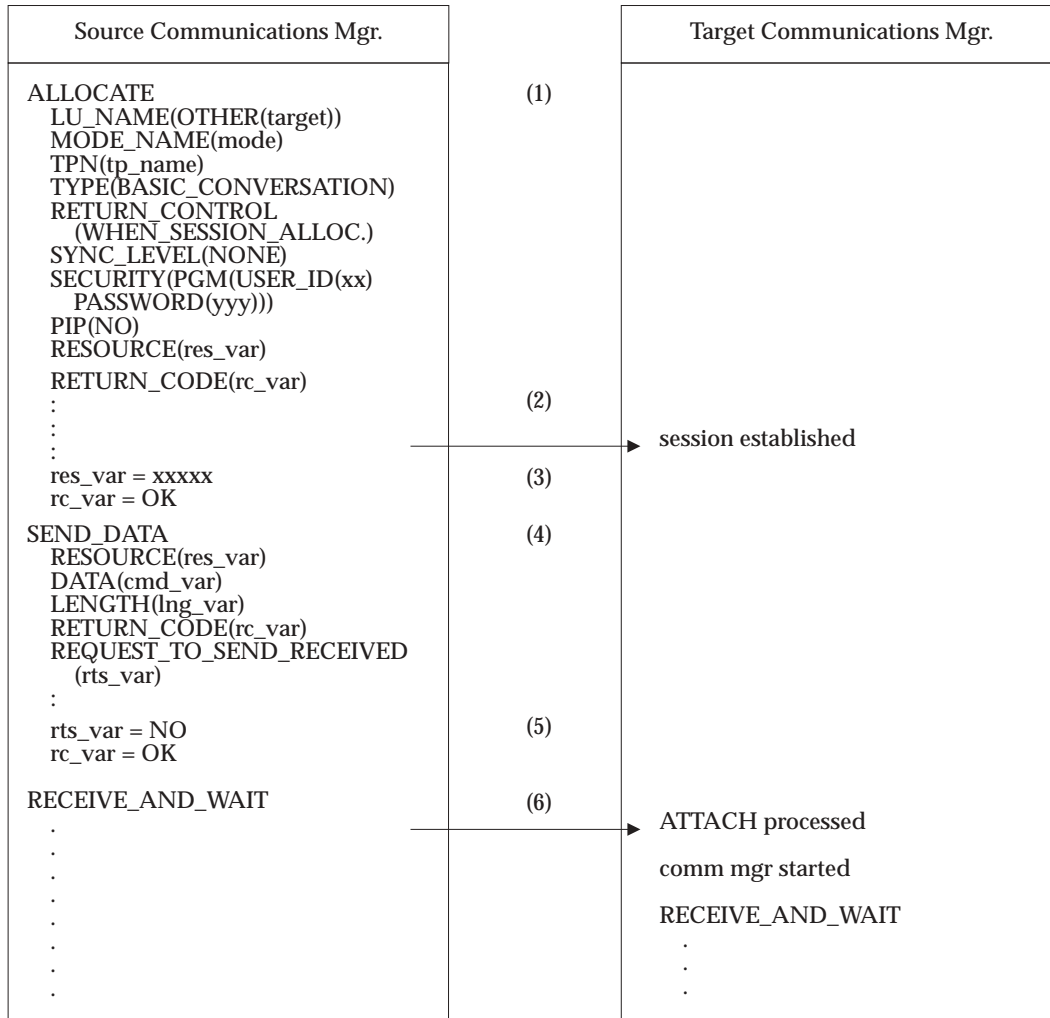 Source Communications Mgr.
Target Communications Mgr.
ALLOCATE
(1)
LU_NAME(OTHER(target))
MODE_NAME(mode)
TPN(tp_name)
TYPE(BASIC_CONVERSATION)
RETURN_CONTROL
(WHEN_SESSION_ALLOC.)
SYNC_LEVEL(NONE)
SECURITY(PGM(USER_ID(xx)
PASSWORD(yyy)))
PIP(NO)
RESOURCE(res_var)
RETURN_CODE(rc_var)
:
(2)
:
:
session established
res_var = xxxxx
(3)
rc_var = OK
SEND_DATA
(4)
RESOURCE(res_var)
DATA(cmd_var)
LENGTH(lng_var)
RETURN_CODE(rc_var)
REQUEST_TO_SEND_RECEIVED
(rts_var)
:
rts_var = NO
(5)
rc_var = OK
RECEIVE_AND_WAIT
(6)
.
ATTACH processed
.
.
comm mgr started
.
.
RECEIVE_AND_WAIT
.
.
.
.
.
.